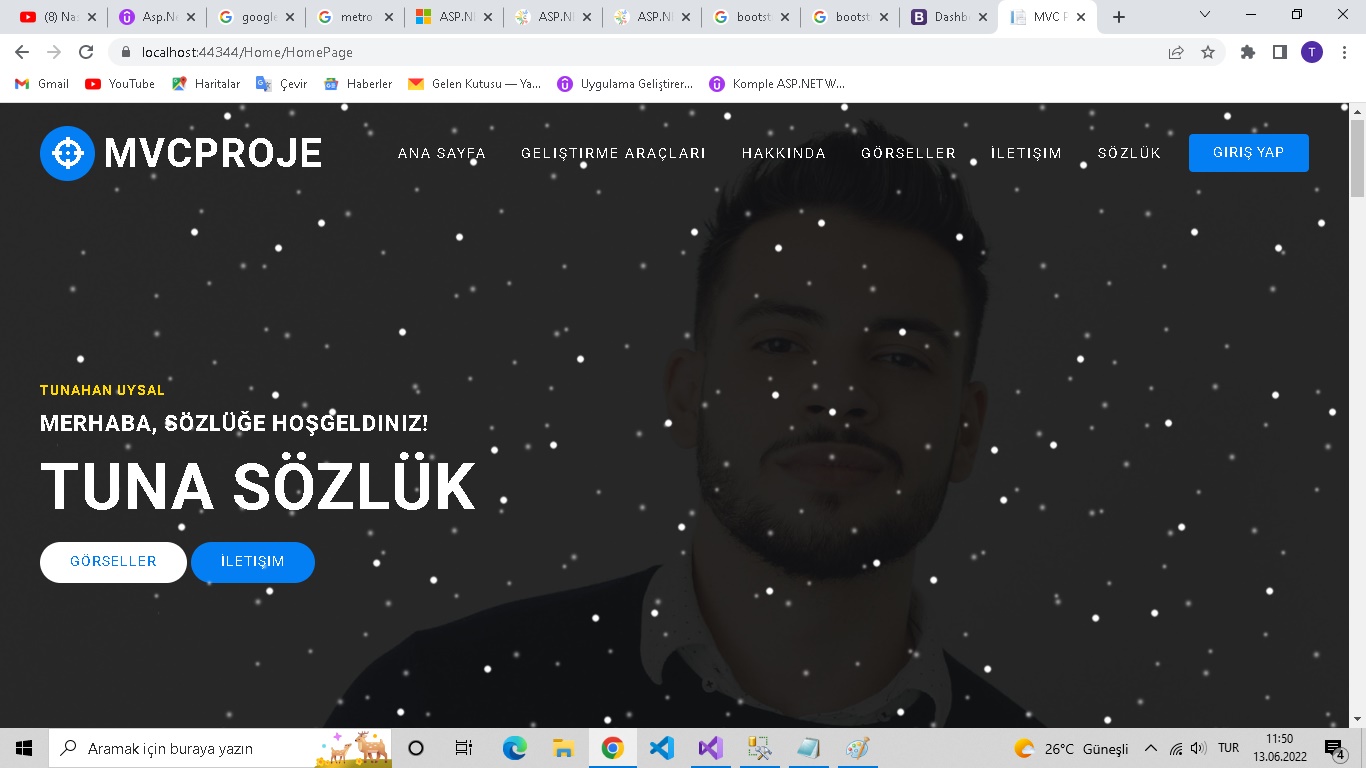 (8) Nas
Asp.N
google
metro
ASP.N
ASP.N
ASP.N
bootst
bootst
Dashb
MVC P
localhost:44344/Home/HomePage
T
Gmail
YouTube
Haritalar
Çevir
Haberler
Gelen Kutusu — Ya...
Uygulama Geliştirer...
Komple ASP.NET W...
MVCPROJE
ANA SAYFA
GELIŞTIRME ARAÇLARI
HAKKINDA
GÖRSELLER
İLETIŞIM
SÖZLÜK
GIRIŞ YAP
TUNAHAN UYSAL
MERHABA, SÖZLÜĞE HOŞGELDINIZ!
TUNA SÖZLÜK
GÖRSELLER
İLETIŞIM
Aramak için buraya yazın
26°C Güneşli
TUR
11:50
13.06.2022
4